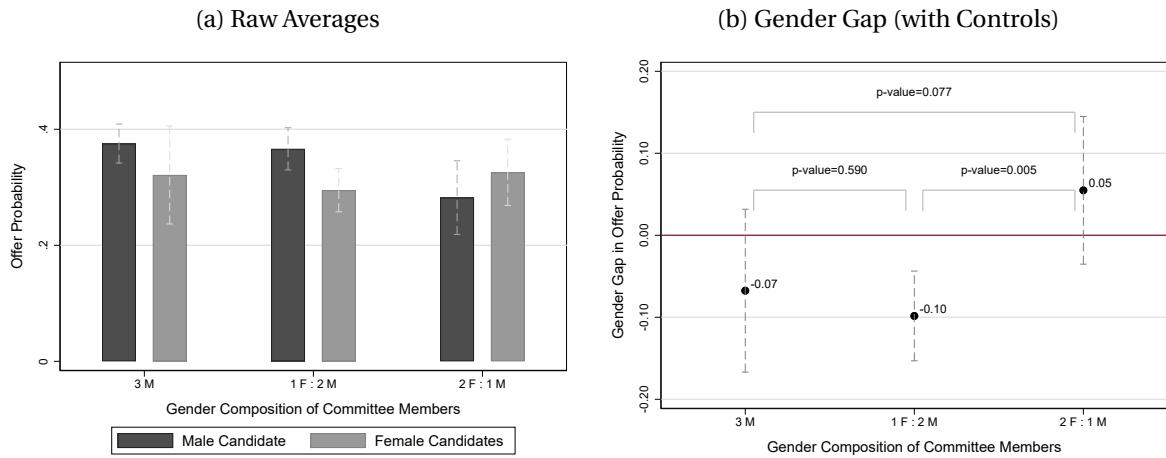 (a) Raw Averages
Offer Probability
.4
.2
0
3 M
1 F : 2 M
2 F : 1 M
Gender Composition of Committee Members
Male Candidate
Female Candidates
(b) Gender Gap (with Controls)
Gender Gap in Offer Probability
0.20
0.10
0.00
-0.10
-0.20
p-value=0.077
p-value=0.590
p-value=0.005
0.05
-0.07
-0.10
3 M
1 F : 2 M
2 F : 1 M
Gender Composition of Committee Members